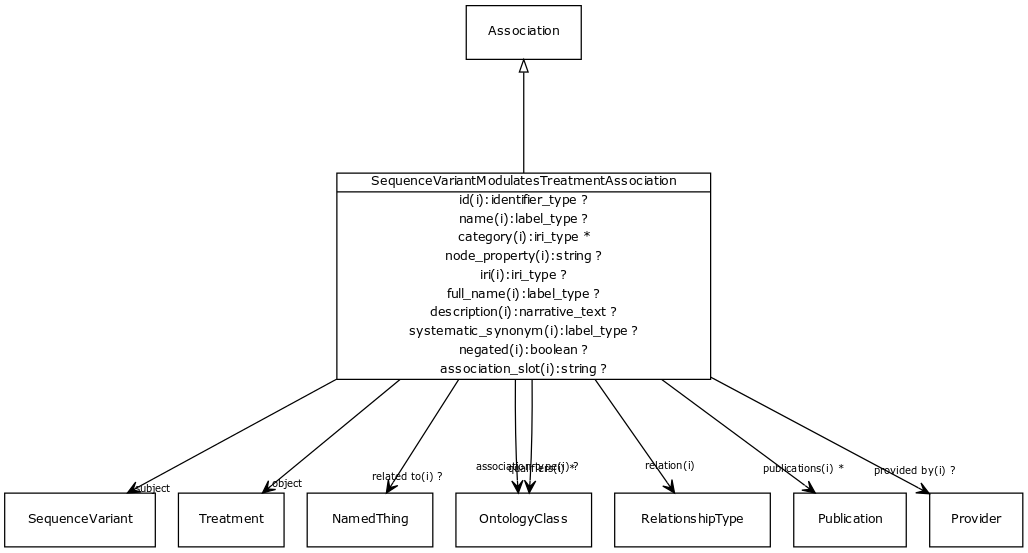 Association
SequenceVariantModulatesTreatmentAssociation
id(i):identifier_type ?
name(i):label_type ?
category(i):iri_type *
node_property(i):string ?
iri(i):iri_type ?
full_name(i):label_type ?
description(i):narrative_text ?
systematic_synonym(i):label_type ?
negated(i):boolean ?
association_slot(i):string ?
subject
object
related to(i) ?
association type(i) ?
qualifiers(i) *
relation(i)
publications(i) *
provided by(i) ?
SequenceVariant
Treatment
NamedThing
OntologyClass
RelationshipType
Publication
Provider